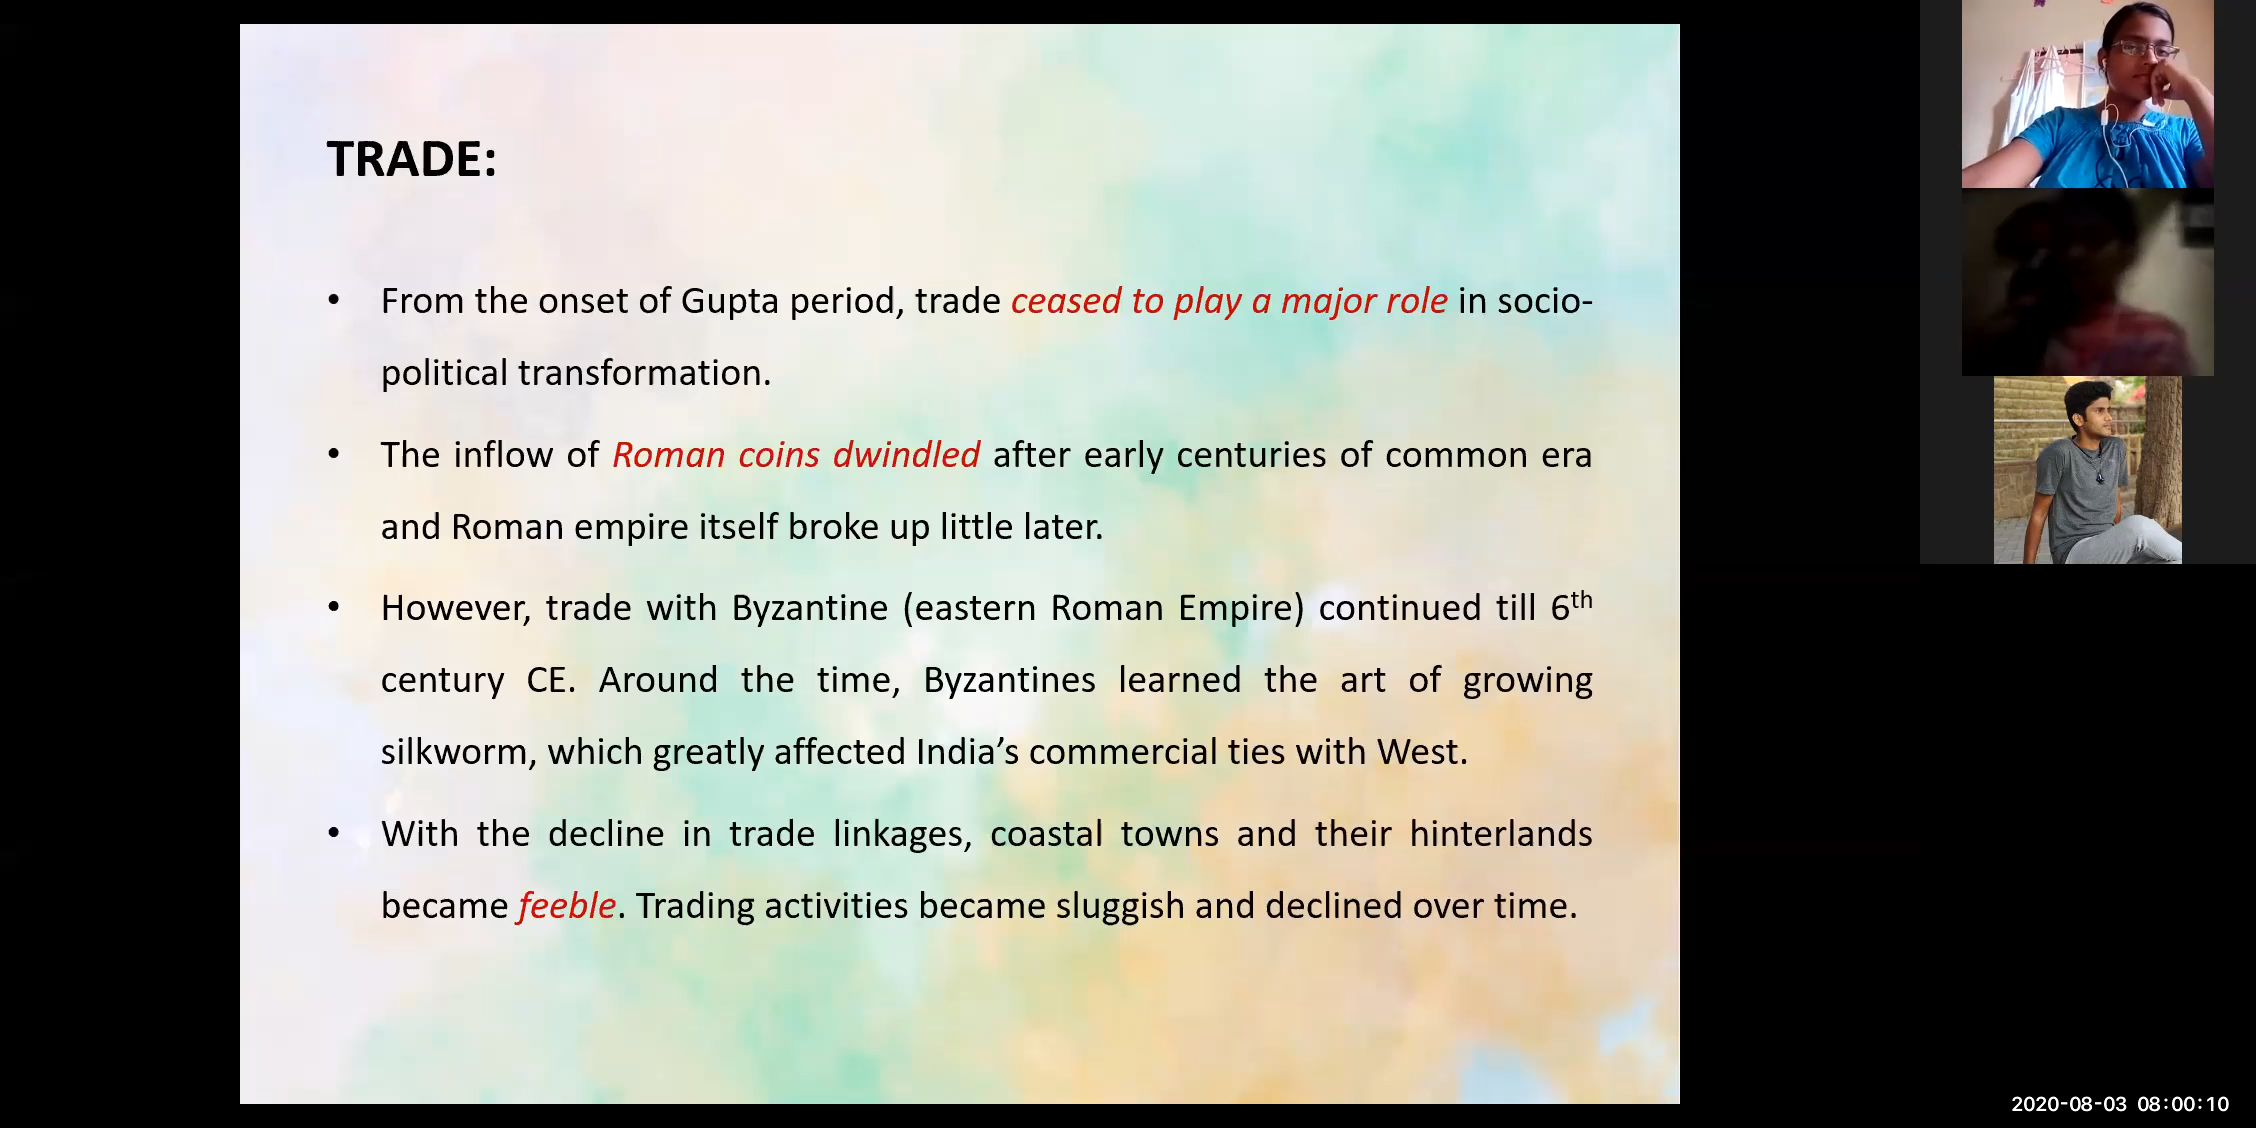 TRADE:
• From the onset of Gupta period, trade ceased to play a major role in socio-
political transformation.
• The inflow of Roman coins dwindled after early centuries of common era
and Roman empire itself broke up little later.
• However, trade with Byzantine (eastern Roman Empire) continued till 6th
century CE. Around the time, Byzantines learned the art of growing
silkworm, which greatly affected India’s commercial ties with West.
• With the decline in trade linkages, coastal towns and their hinterlands
became feeble. Trading activities became sluggish and declined over time.
2020-08-03 08:00:10